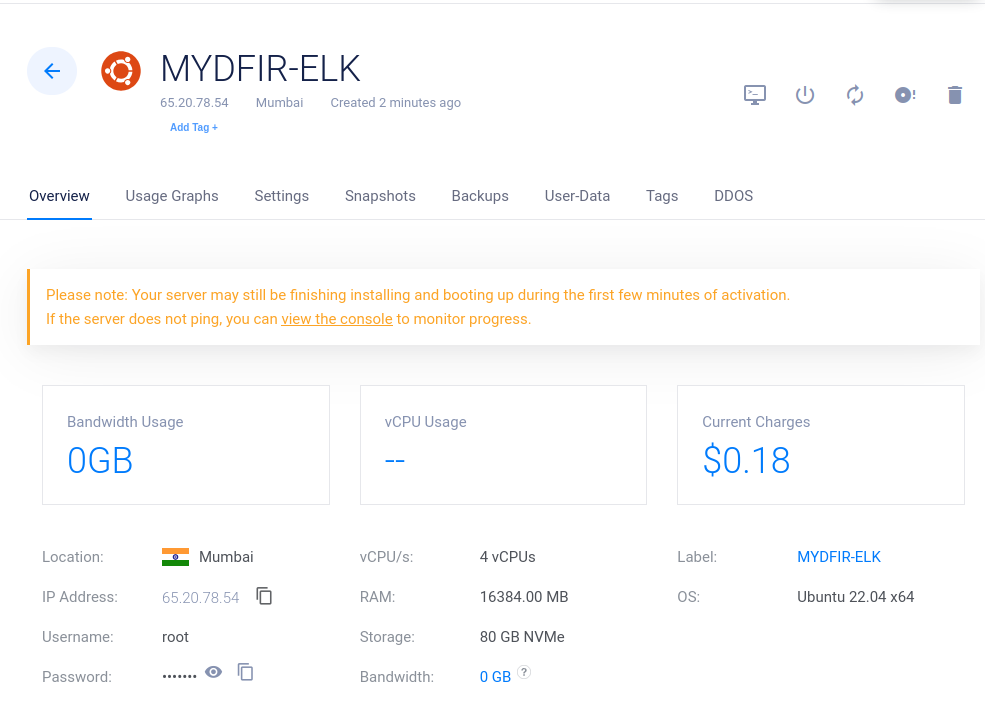 MYDFIR-ELK
65.20.78.54 Mumbai Created 2 minutes ago
Add Tag +
Overview Usage Graphs Settings Snapshots Backups User-Data Tags DDOS
Please note: Your server may still be finishing installing and booting up during the first few minutes of activation.
If the server does not ping, you can view the console to monitor progress.
Bandwidth Usage vCPU Usage Current Charges
0GB -- $0.18
Location: Mumbai vCPU/s: 4 vCPUs Label: MYDFIR-ELK
IP Address: 65.20.78.54 RAM: 16384.00 MB OS: Ubuntu 22.04 x64
Username: root Storage: 80 GB NVMe
Password: ••••••• Bandwidth: 0 GB ?